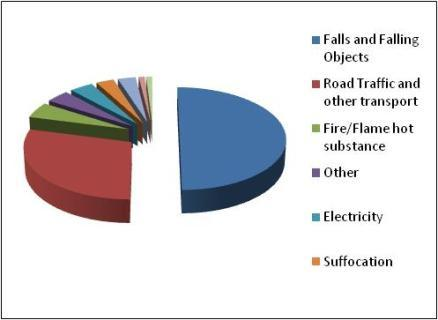 Falls and Falling
Objects
Road Traffic and
other transport
Fire/Flame hot
substance
Other
Electricity
Suffocation